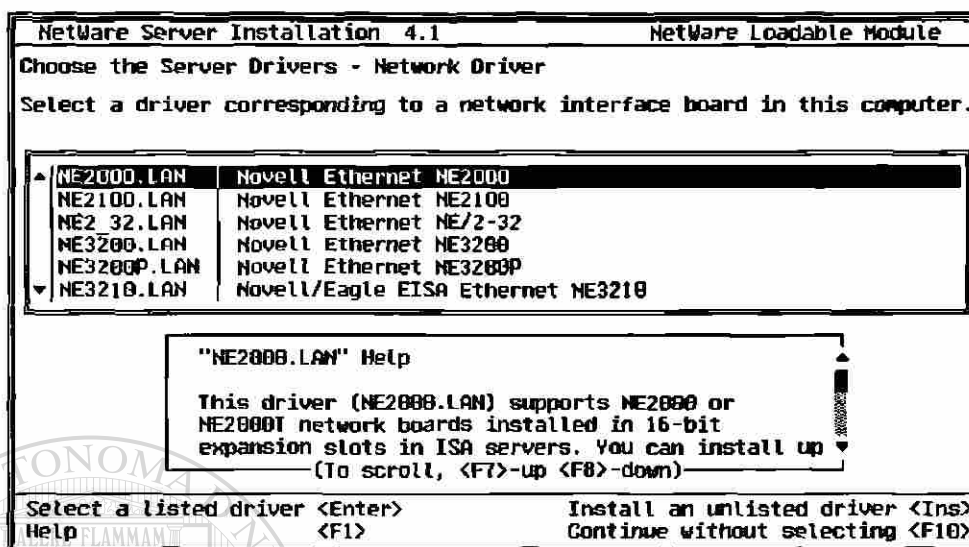 NetWare Server Installation 4.1 NetWare Loadable Module
Choose the Server Drivers - Network Driver
Select a driver corresponding to a network interface board in this computer.
NE2000.LAN Novell Ethernet NE2000
NE2100.LAN Novell Ethernet NE2100
NE2_32.LAN Novell Ethernet NE/2-32
NE3200.LAN Novell Ethernet NE3200
NE3200P.LAN Novell Ethernet NE3200P
NE3210.LAN Novell/Eagle EISA Ethernet NE3210
"NE2000.LAN" Help
This driver (NE2000.LAN) supports NE2000 or
NE2000T network boards installed in 16-bit
expansion slots in ISA servers. You can install up
(To scroll, <F7>-up <F8>-down)
TONOM
Select a listed driver <Enter> Install an unlisted driver <Ins>
Help <F1> Continue without selecting <F10>
FLAMMAM